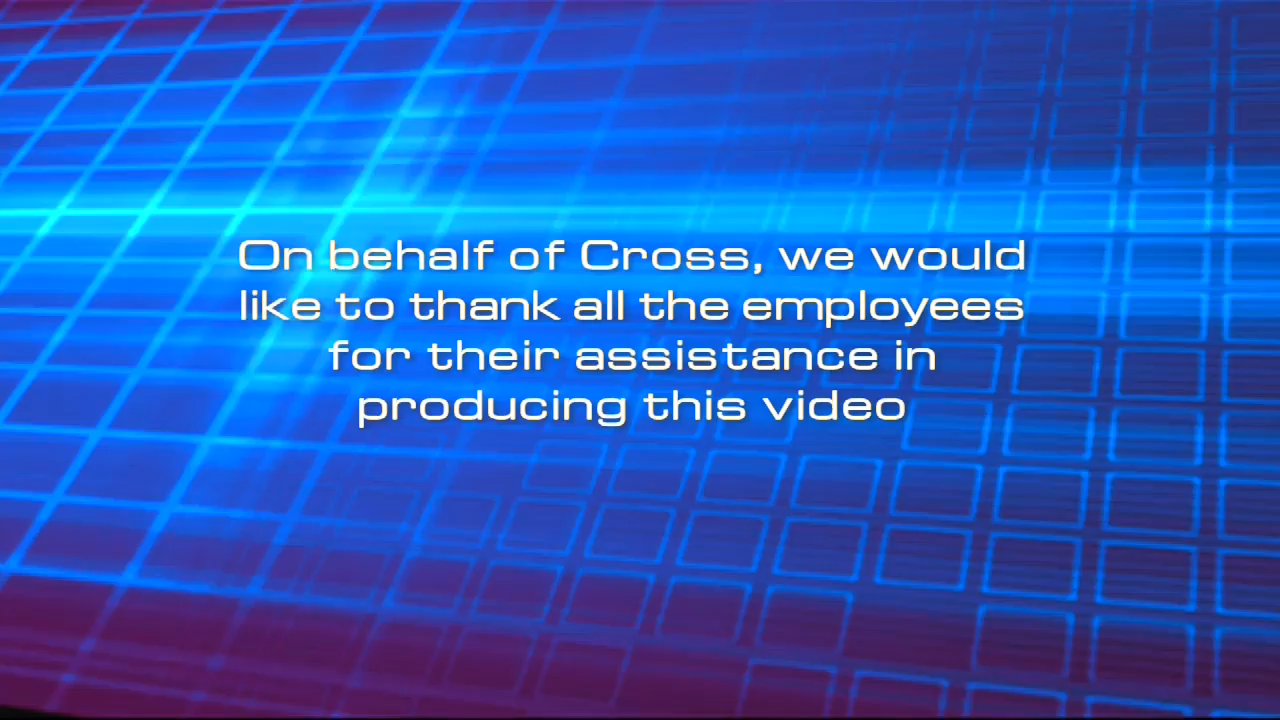 On behalf of Cross, we would
like to thank all the employees
for their assistance in
producing this video